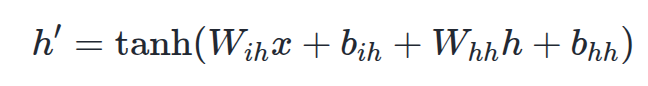 h′ = tanh(W_{ih}x + b_{ih} + W_{hh}h + b_{hh})